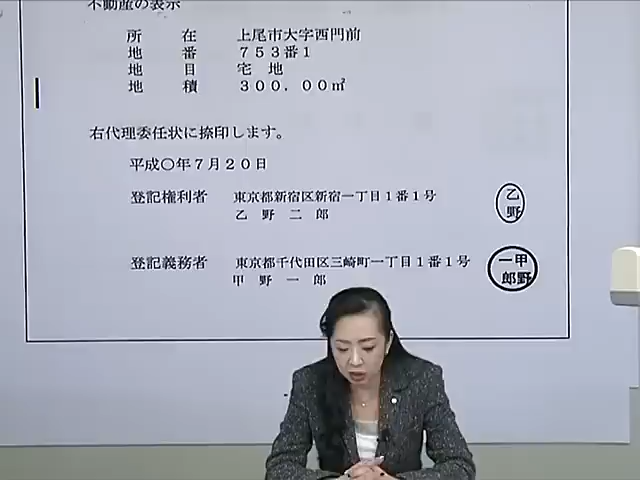 不動産の表示
所　在　上尾市大字西門前
地　番　７５３番１
地　目　宅　地
地　積　３００．００㎡
右代理委任状に捺印します。
平成〇年７月２０日
登記権利者　東京都新宿区新宿一丁目１番１号
乙　野　二　郎
乙野
登記義務者　東京都千代田区三崎町一丁目１番１号
甲　野　一　郎
甲野一郎